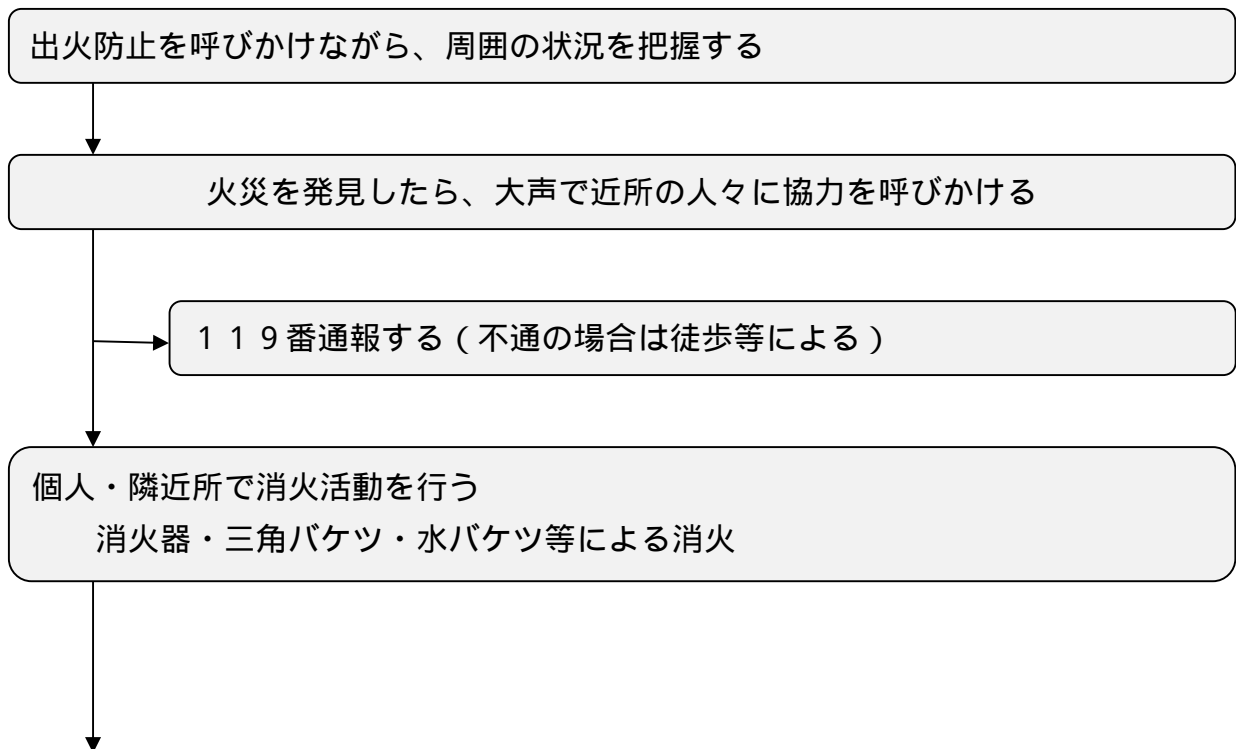 出火防止を呼びかけながら、周囲の状況を把握する
火災を発見したら、大声で近所の人々に協力を呼びかける
１１９番通報する（不通の場合は徒歩等による）
個人・隣近所で消火活動を行う
消火器・三角バケツ・水バケツ等による消火